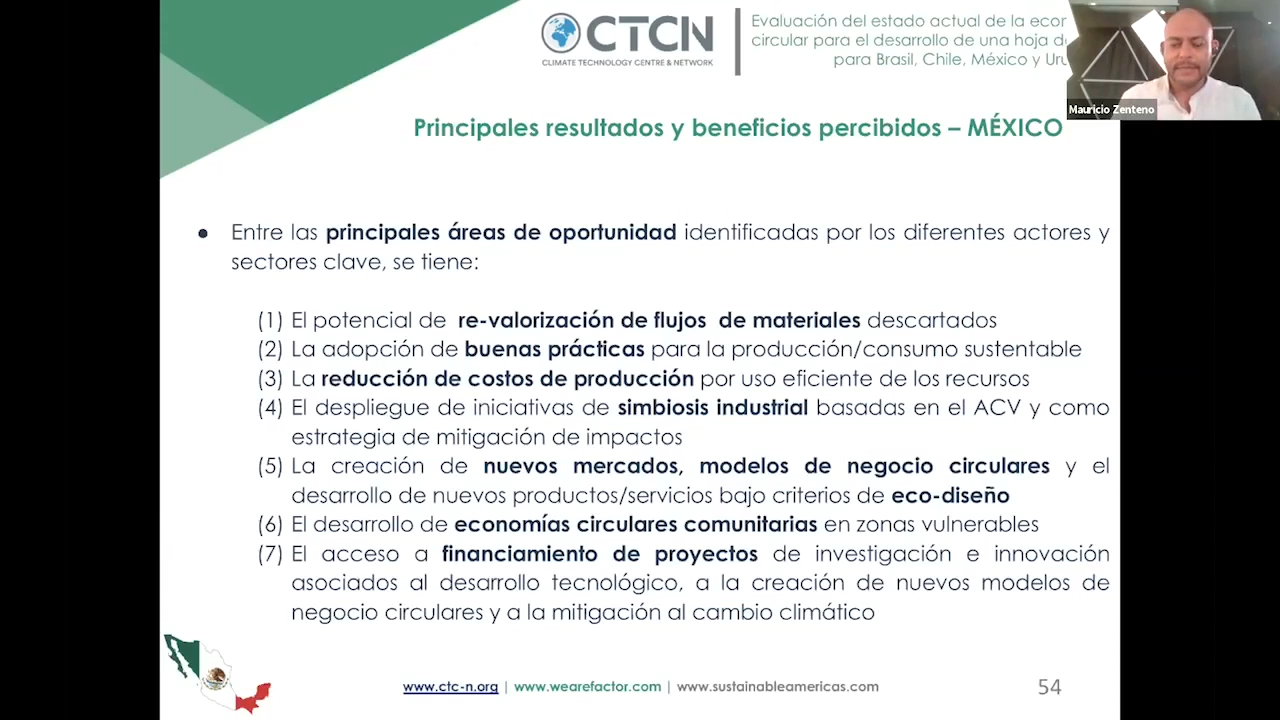 CTCN
CLIMATE TECHNOLOGY CENTRE & NETWORK
Evaluación del estado actual de la
circular para el desarrollo de una hoja
para Brasil, Chile, México y
Mauricio Zenteno
Principales resultados y beneficios percibidos – MÉXICO
● Entre las principales áreas de oportunidad identificadas por los diferentes actores y
sectores clave, se tiene:
(1) El potencial de re-valorización de flujos de materiales descartados
(2) La adopción de buenas prácticas para la producción/consumo sustentable
(3) La reducción de costos de producción por uso eficiente de los recursos
(4) El despliegue de iniciativas de simbiosis industrial basadas en el ACV y como
estrategia de mitigación de impactos
(5) La creación de nuevos mercados, modelos de negocio circulares y el
desarrollo de nuevos productos/servicios bajo criterios de eco-diseño
(6) El desarrollo de economías circulares comunitarias en zonas vulnerables
(7) El acceso a financiamiento de proyectos de investigación e innovación
asociados al desarrollo tecnológico, a la creación de nuevos modelos de
negocio circulares y a la mitigación al cambio climático
www.ctc-n.org | www.wearefactor.com | www.sustainableamericas.com
54